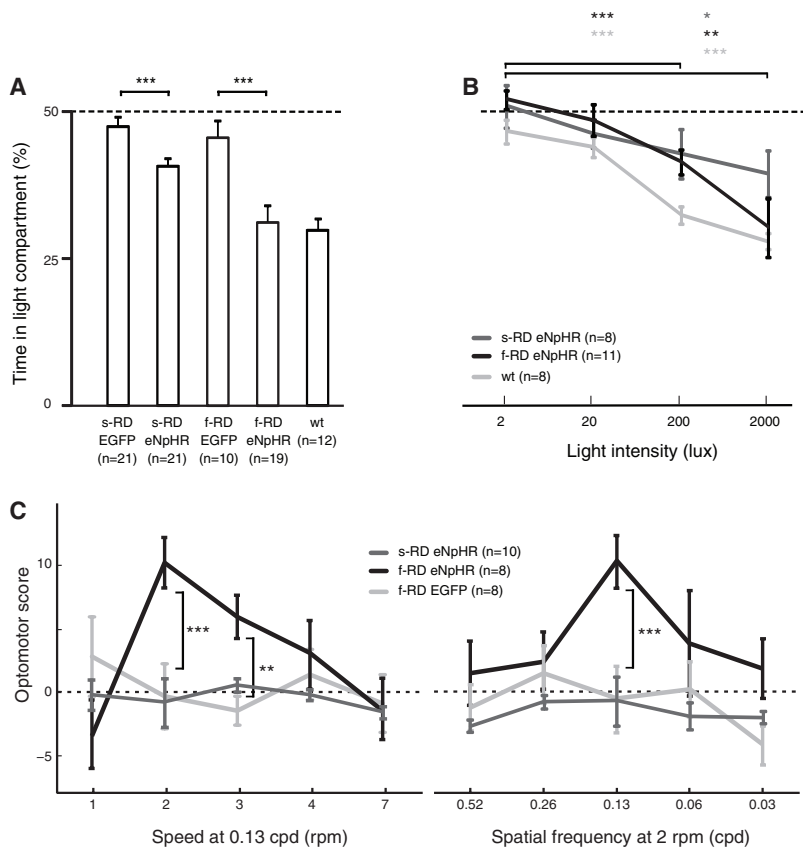 A
***
***
50
25
0
Time in light compartment (%)
s-RD
EGFP
(n=21)
s-RD
eNpHR
(n=21)
f-RD
EGFP
(n=10)
f-RD
eNpHR
(n=19)
wt
(n=12)
B
***
***
*
**
***
s-RD eNpHR (n=8)
f-RD eNpHR (n=11)
wt (n=8)
2
20
200
2000
Light intensity (lux)
C
Optomotor score
10
5
0
−5
s-RD eNpHR (n=10)
f-RD eNpHR (n=8)
f-RD EGFP (n=8)
***
**
***
1
2
3
4
7
Speed at 0.13 cpd (rpm)
0.52
0.26
0.13
0.06
0.03
Spatial frequency at 2 rpm (cpd)